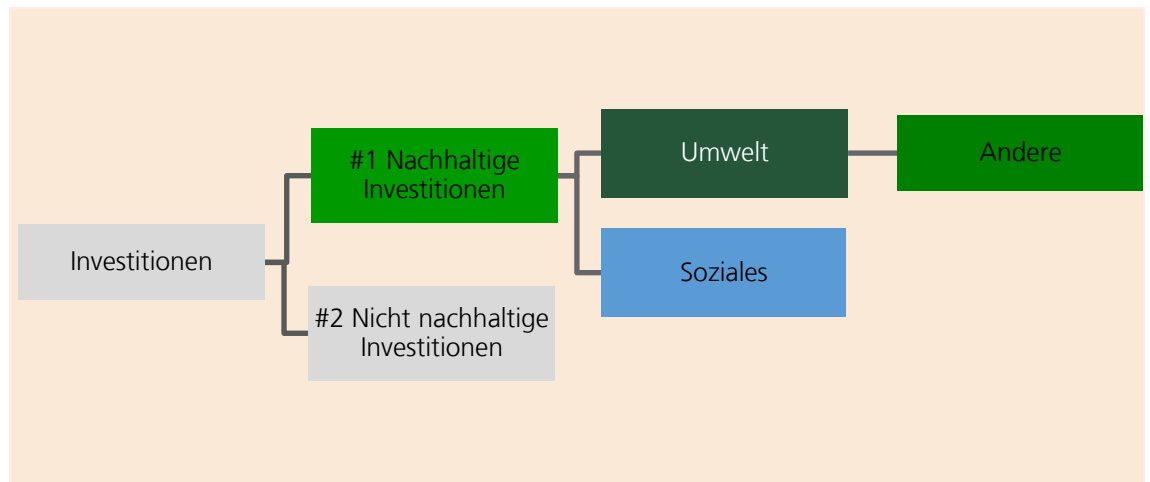 Investitionen
#1 Nachhaltige
Investitionen
#2 Nicht nachhaltige
Investitionen
Umwelt
Soziales
Andere